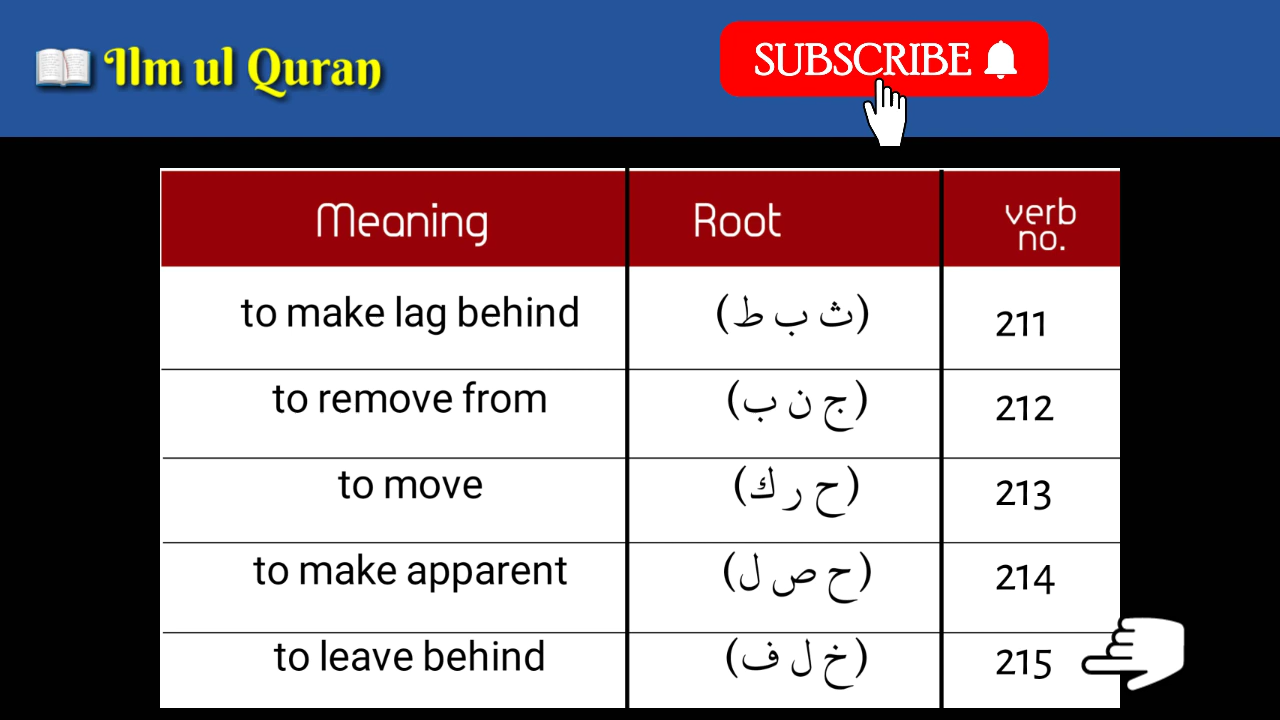 Ilm ul Quran
SUBSCRIBE
Meaning Root verb no.
to make lag behind (ث ب ط) 211
to remove from (ج ن ب) 212
to move (ح ر ك) 213
to make apparent (ح ص ل) 214
to leave behind (خ ل ف) 215